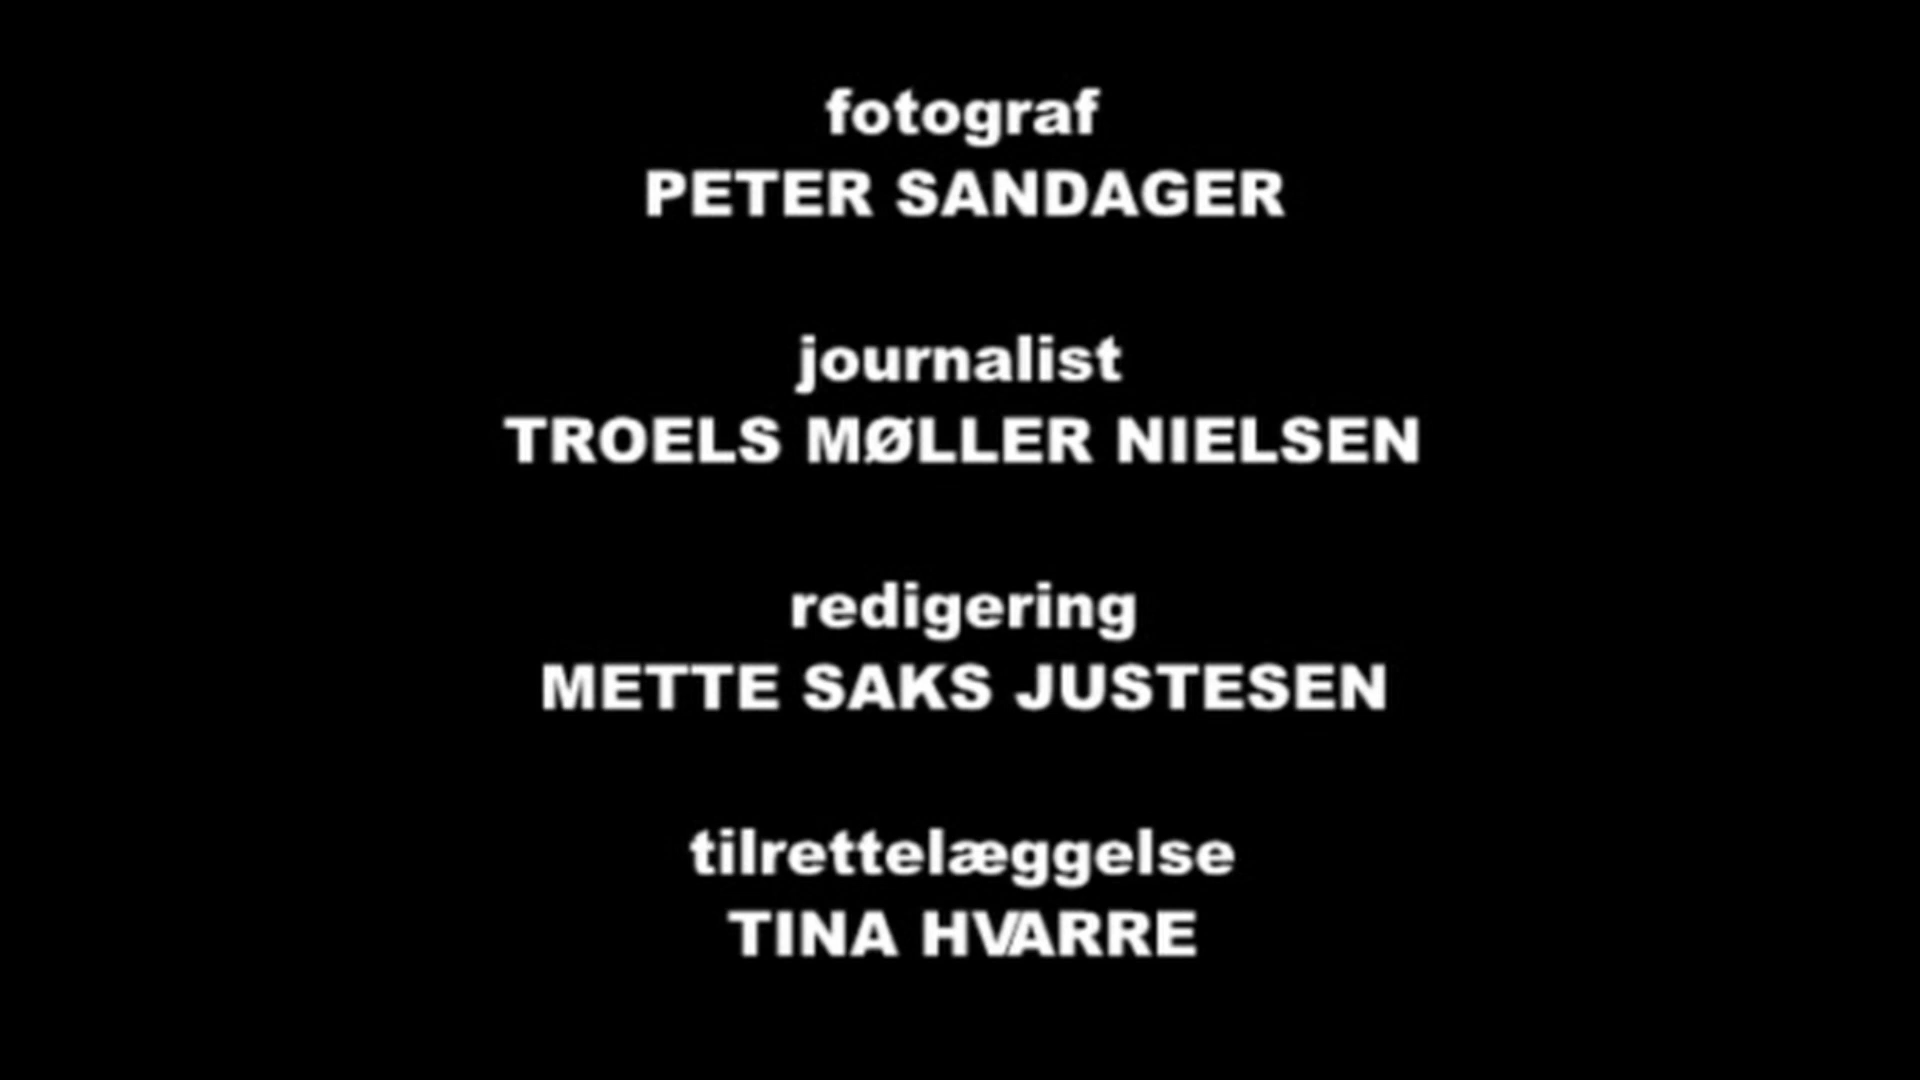 fotograf
PETER SANDAGER
journalist
TROELS MØLLER NIELSEN
redigering
METTE SAKS JUSTESEN
tilrettelæggelse
TINA HVARRE